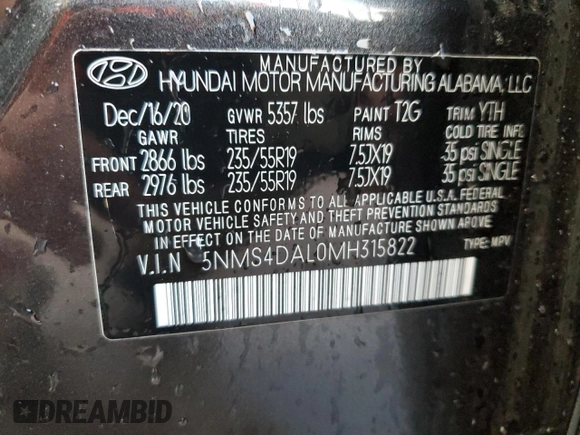 MANUFACTURED BY
HYUNDAI MOTOR MANUFACTURING ALABAMA, LLC
Dec/16/20 GVWR 5357 lbs PAINT T2G TRIM YTH
GAWR TIRES RIMS COLD TIRE INFO.
FRONT 2866 lbs 235/55R19 7.5JX19 35 psi SINGLE
REAR 2976 lbs 235/55R19 7.5JX19 35 psi SINGLE
THIS VEHICLE CONFORMS TO ALL APPLICABLE U.S.A. FEDERAL
MOTOR VEHICLE SAFETY AND THEFT PREVENTION STANDARDS
IN EFFECT ON THE DATE OF MANUFACTURE SHOWN ABOVE.
V.I.N 5NMS4DAL0MH315822 TYPE: MPV
DREAMBID